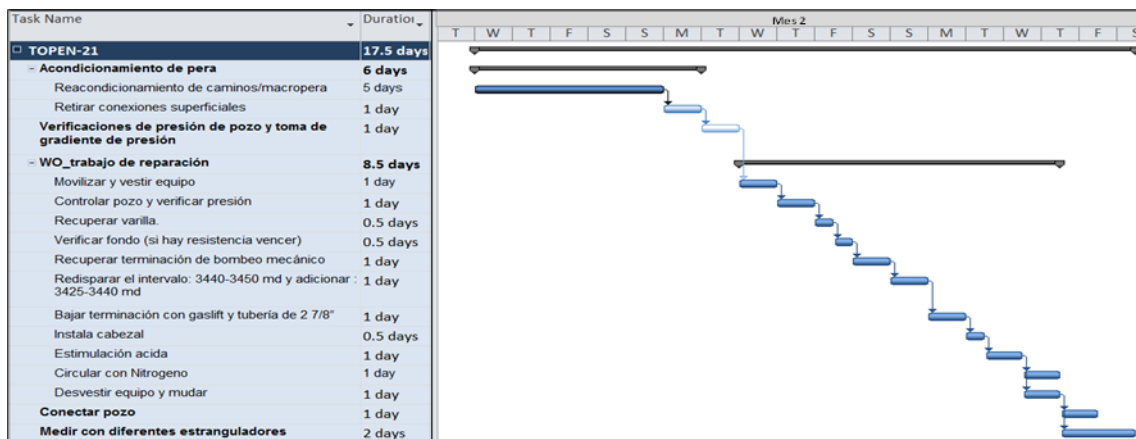 Task Name Duration
Mes 2
T W T F S S M T W T F S S M T W T F S
TOPEN-21 17.5 days
Acondicionamiento de pera 6 days
Reacondicionamiento de caminos/macropera 5 days
Retirar conexiones superficiales 1 day
Verificaciones de presión de pozo y toma de 1 day
gradiente de presión
WO_trabajo de reparación 8.5 days
Movilizar y vestir equipo 1 day
Controlar pozo y verificar presión 1 day
Recuperar varilla. 0.5 days
Verificar fondo (si hay resistencia vencer) 0.5 days
Recuperar terminación de bombeo mecánico 1 day
Redisparar el intervalo: 3440-3450 md y adicionar : 1 day
3425-3440 md
Bajar terminación con gaslift y tubería de 2 7/8" 1 day
Instala cabezal 0.5 days
Estimulación acida 1 day
Circular con Nitrogeno 1 day
Desvestir equipo y mudar 1 day
Conectar pozo 1 day
Medir con diferentes estranguladores 2 days